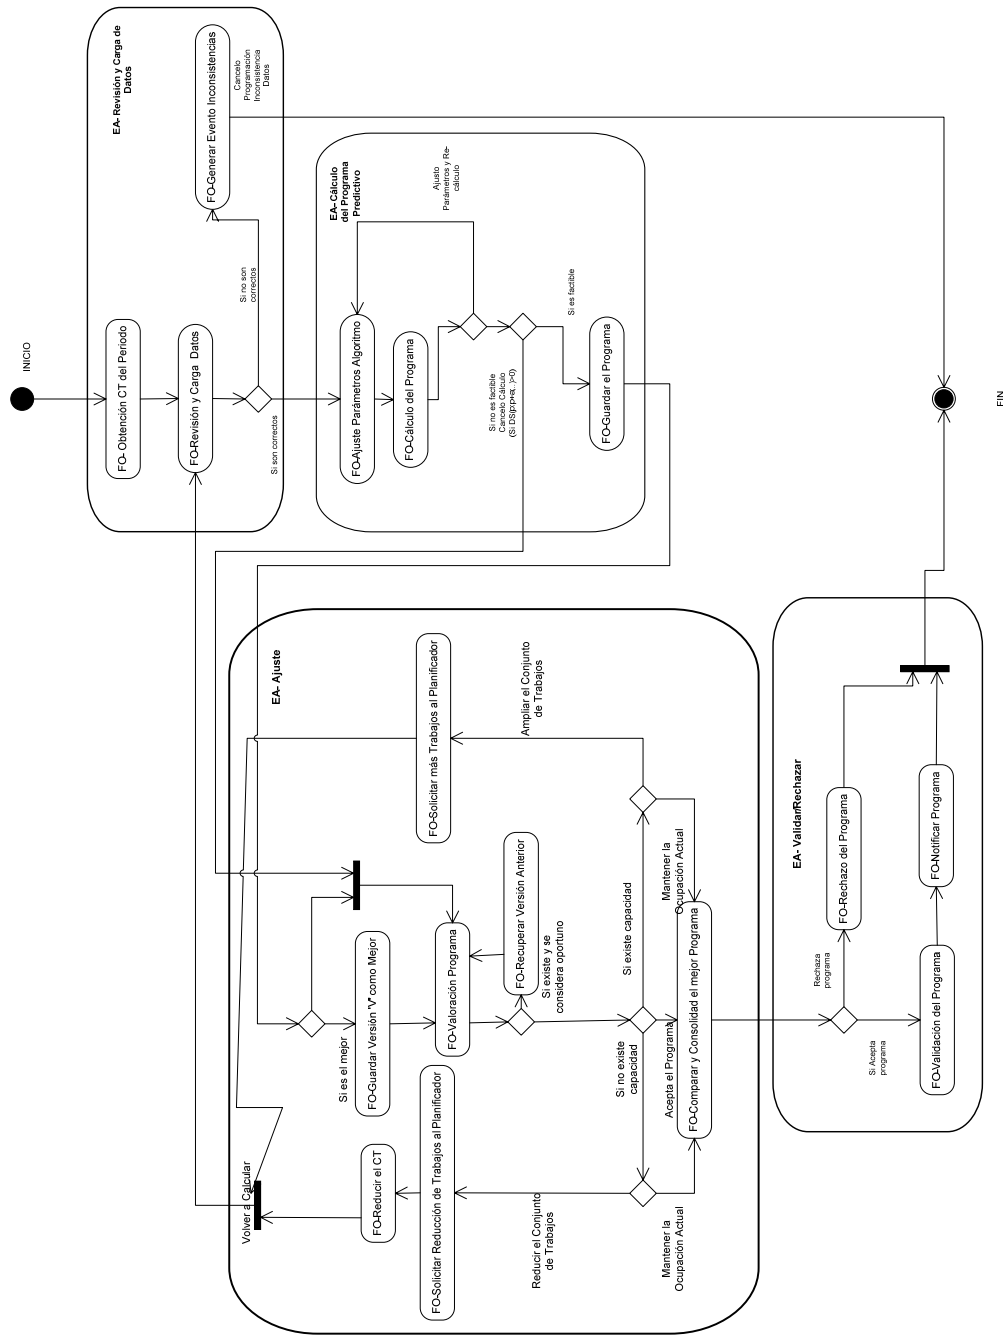 INICIO
EA- Revisión y Carga de
Datos
FO- Obtención CT del Periodo
FO-Revisión y Carga  Datos
FO-Generar Evento Inconsistencias
Cancelo
Programación
Inconsistencia
Datos
Si no son
correctos
Si son correctos
EA- Cálculo
del Programa
Predictivo
FO-Ajuste Parámetros Algoritmo
FO-Cálculo del Programa
Ajusto
Parámetros y Re-
cálculo
Si no es factible
Cancelo Cálculo
Si es factible
FO-Guardar el Programa
EA- Ajuste
FO-Solicitar más Trabajos al Planificador
Ampliar el Conjunto
de Trabajos
Si es el mejor
FO-Guardar Versión "V" como Mejor
FO-Valoración Programa
FO-Recuperar Versión Anterior
Si existe y se
considera oportuno
Si existe capacidad
Mantener la
Ocupación Actual
Si no existe
capacidad
Acepta el Programa
FO-Comparar y Consolidad el mejor Programa
Volver a Calcular
FO-Reducir el CT
FO-Solicitar Reducción de Trabajos al Planificador
Reducir el Conjunto
de Trabajos
Mantener la
Ocupación Actual
EA- Validar/Rechazar
Rechaza
programa
FO-Rechazo del Programa
Si Acepta
programa
FO-Validación del Programa
FO-Notificar Programa
FIN